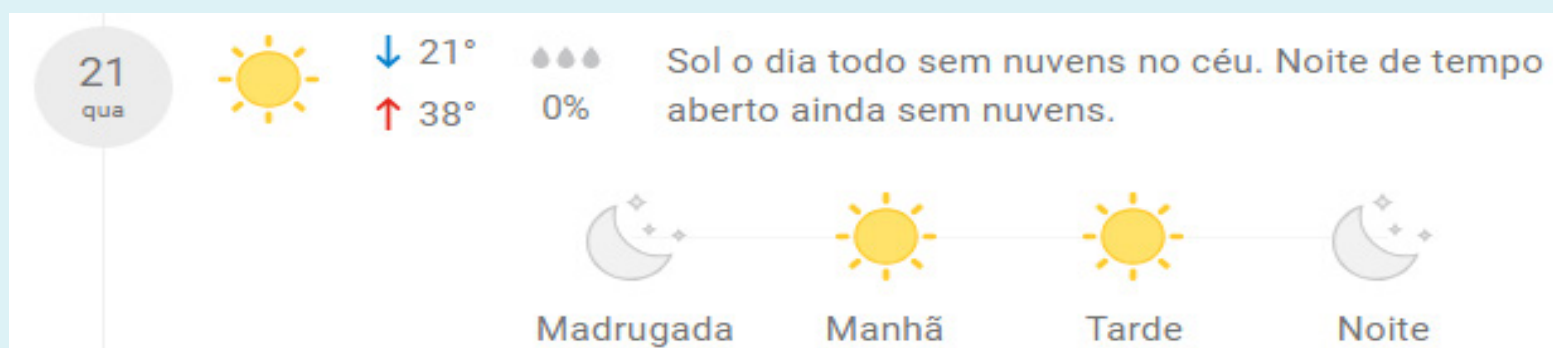 21
qua
↓ 21°
↑ 38°
0%
Sol o dia todo sem nuvens no céu. Noite de tempo
aberto ainda sem nuvens.
Madrugada
Manhã
Tarde
Noite